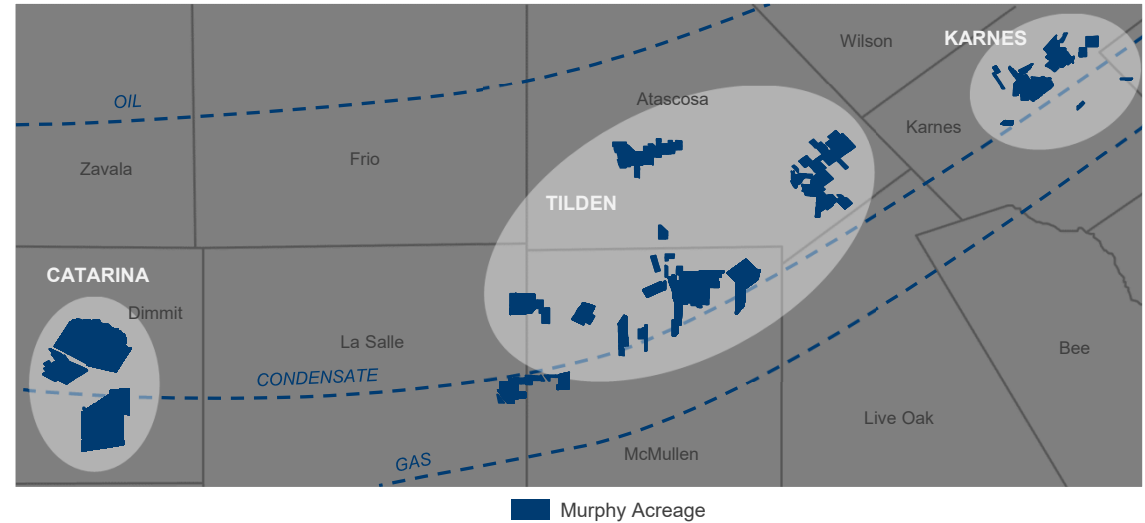 Wilson
KARNES
OIL
Atascosa
Karnes
Zavala
Frio
TILDEN
CATARINA
Dimmit
La Salle
Bee
CONDENSATE
Live Oak
GAS
McMullen
Murphy Acreage